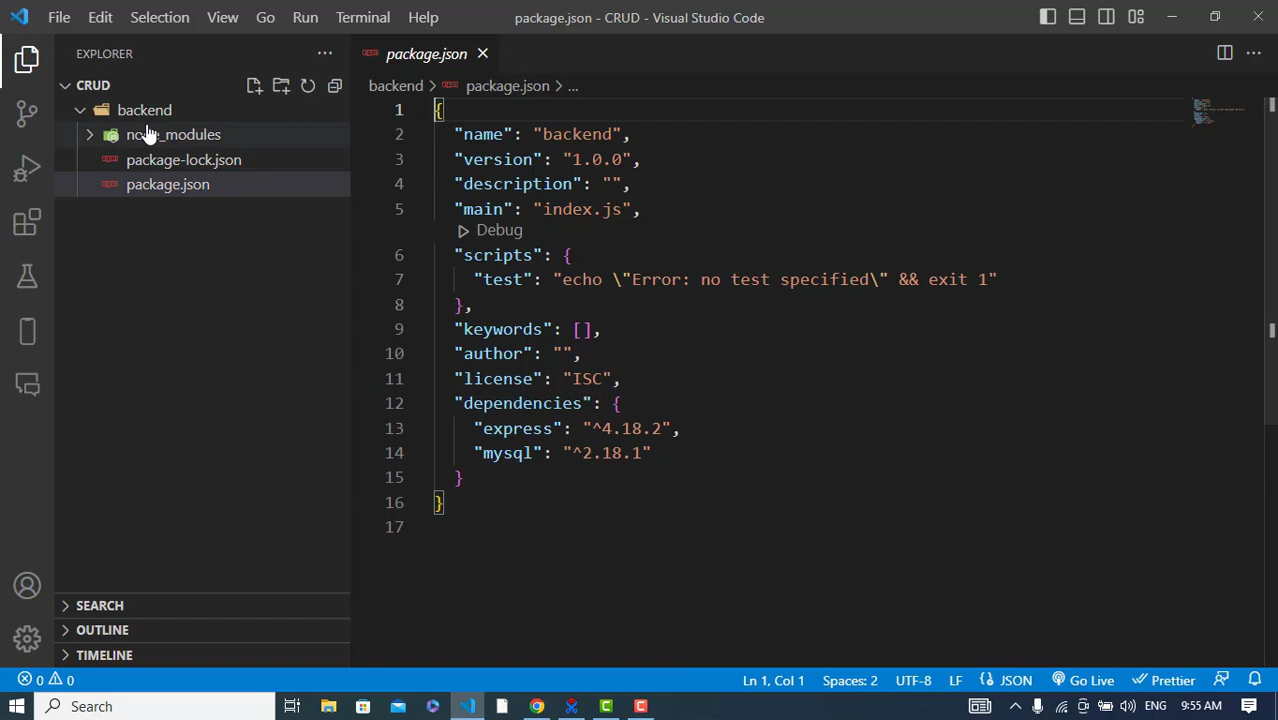 File Edit Selection View Go Run Terminal Help package.json - CRUD - Visual Studio Code
EXPLORER
package.json
CRUD
backend > package.json > ...
backend
node_modules
package-lock.json
package.json
1 {
2 "name": "backend",
3 "version": "1.0.0",
4 "description": "",
5 "main": "index.js",
Debug
6 "scripts": {
7 "test": "echo \"Error: no test specified\" && exit 1"
8 },
9 "keywords": [],
10 "author": "",
11 "license": "ISC",
12 "dependencies": {
13 "express": "^4.18.2",
14 "mysql": "^2.18.1"
15 }
16 }
17
SEARCH
OUTLINE
TIMELINE
0 0 Ln 1, Col 1 Spaces: 2 UTF-8 LF {} JSON Go Live Prettier
Search ENG 9:55 AM